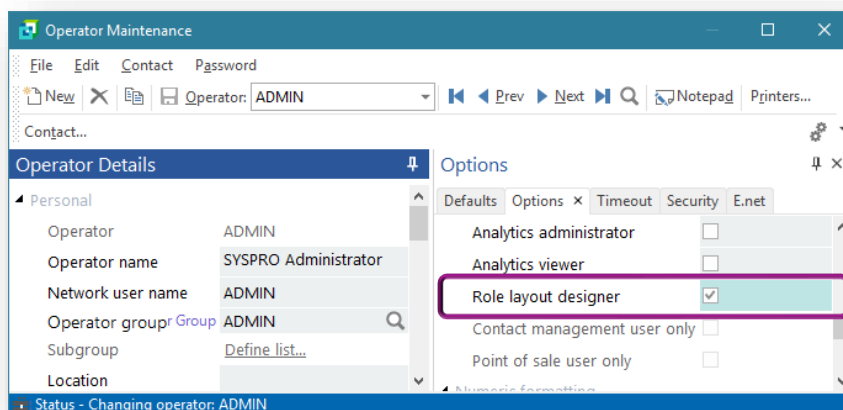 Operator Maintenance
File Edit Contact Password
New Operator: ADMIN Prev Next Notepad Printers...
Contact...
Operator Details
Personal
Operator ADMIN
Operator name SYSPRO Administrator
Network user name ADMIN
Operator groupr Group ADMIN
Subgroup Define list...
Location
Options
Defaults Options × Timeout Security E.net
Analytics administrator
Analytics viewer
Role layout designer
Contact management user only
Point of sale user only
Numeric formatting
Status - Changing operator: ADMIN